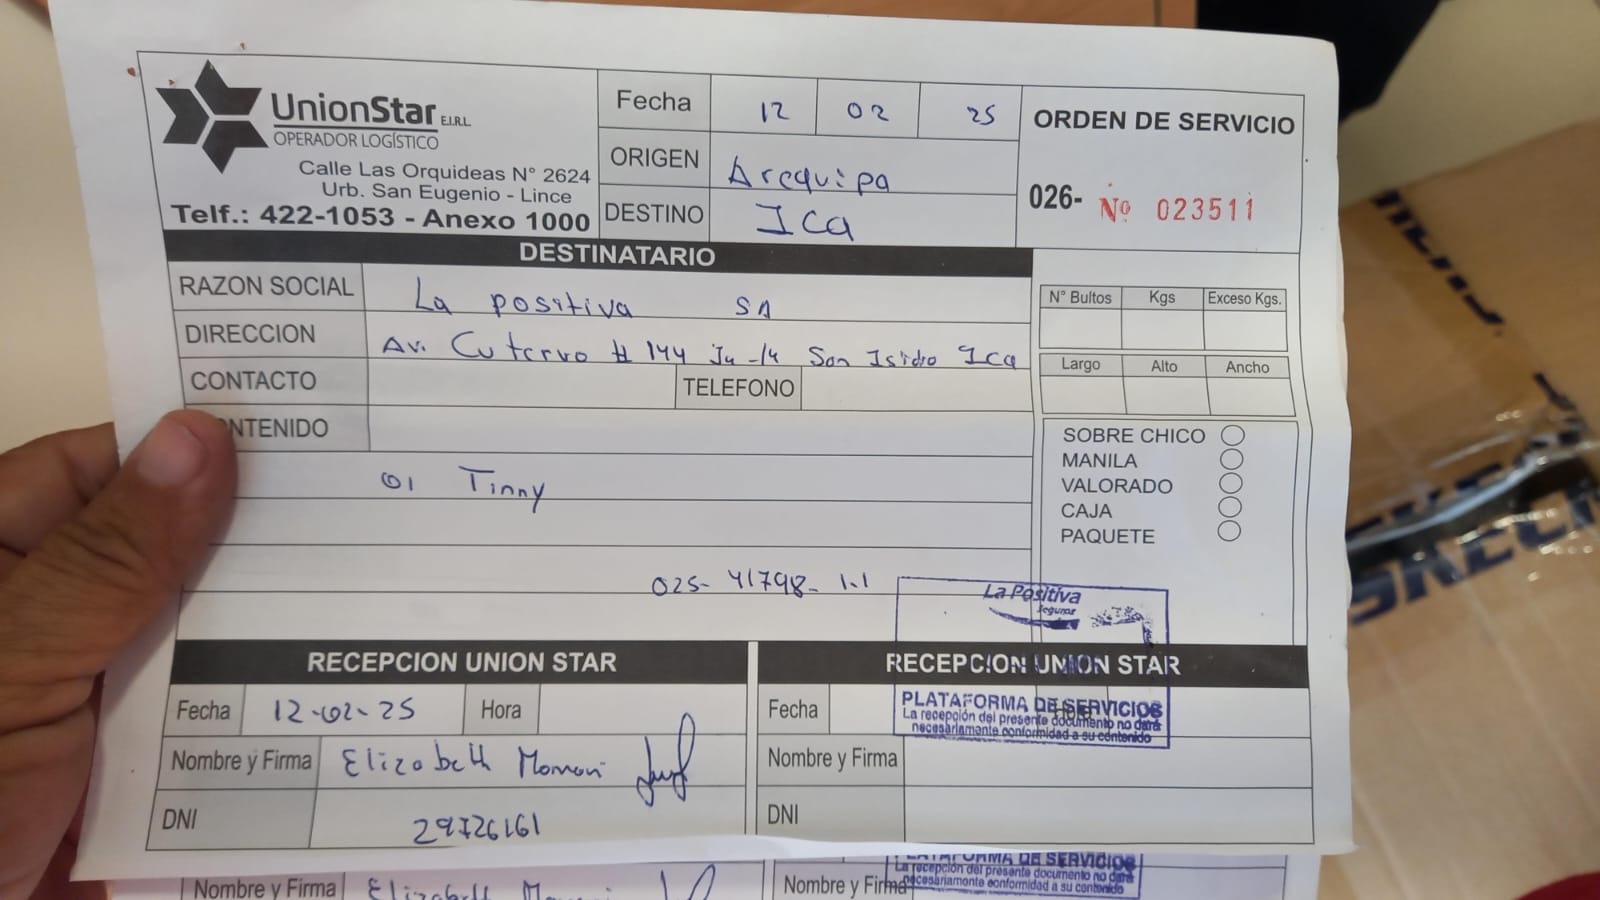 UnionStar E.I.R.L
OPERADOR LOGÍSTICO
Calle Las Orquideas N° 2624
Urb. San Eugenio - Lince
Telf.: 422-1053 - Anexo 1000
Fecha 12 02 25
ORIGEN Arequipa
DESTINO Ica
ORDEN DE SERVICIO
026- Nº 023511
DESTINATARIO
RAZON SOCIAL La positiva SA
DIRECCION Av. Cutervo # 144 San Isidro Ica
CONTACTO TELEFONO
NTENIDO
01 Tinny
025- 41798- 1.1
N° Bultos Kgs Exceso Kgs.
Largo Alto Ancho
SOBRE CHICO
MANILA
VALORADO
CAJA
PAQUETE
La Positiva
Seguros
RECEPCION UNION STAR
Fecha 12-02-25 Hora
Nombre y Firma Elizabeth Mamani
DNI 29726161
RECEPCION UNION STAR
Fecha Hora
PLATAFORMA DE SERVICIOS
La recepción del presente documento no dará
necesariamente conformidad a su contenido
Nombre y Firma
DNI
Nombre y Firma Elizabeth
Nombre y Firma
PLATAFORMA DE SERVICIOS
La recepción del presente documento no dará
necesariamente conformidad a su contenido
SKECH